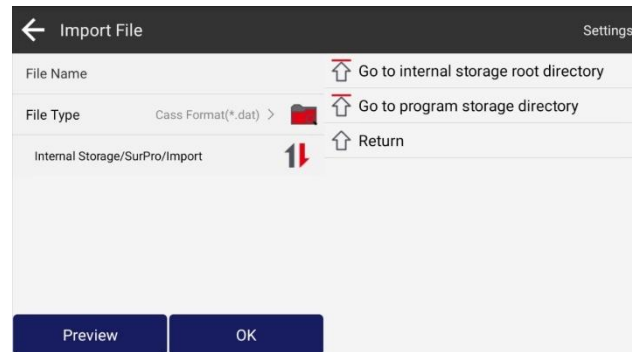 Import File
Settings
File Name
File Type
Cass Format(*.dat) >
Internal Storage/SurPro/Import
Go to internal storage root directory
Go to program storage directory
Return
Preview
OK